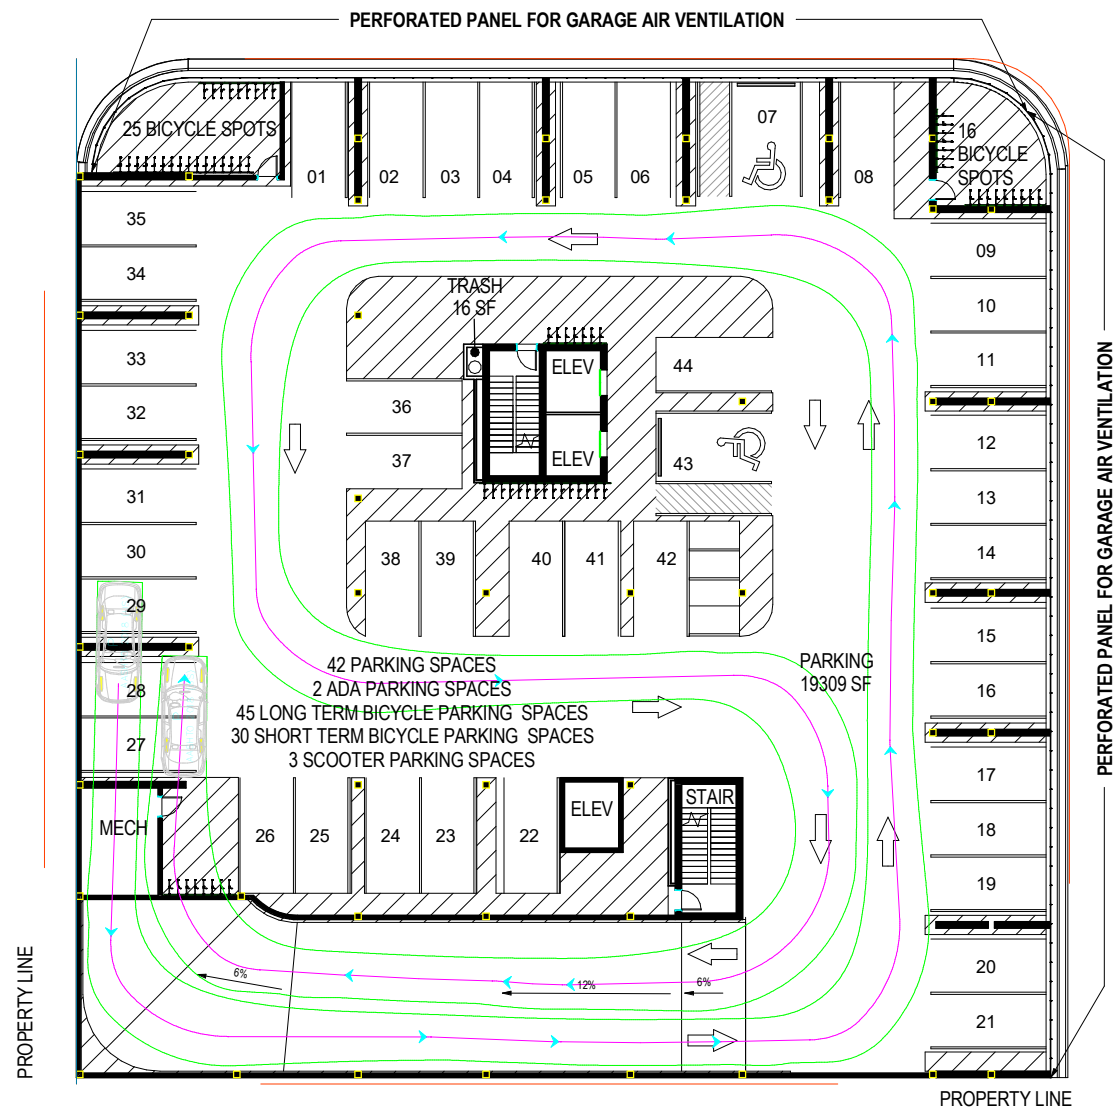 PERFORATED PANEL FOR GARAGE AIR VENTILATION
25 BICYCLE SPOTS
16
BICYCLE
SPOTS
01
02
03
04
05
06
07
08
35
34
33
32
31
30
29
28
27
09
10
11
12
13
14
15
16
17
18
19
20
21
TRASH
16 SF
ELEV
ELEV
36
37
44
43
38
39
40
41
42
PERFORATED PANEL FOR GARAGE AIR VENTILATION
42 PARKING SPACES
2 ADA PARKING SPACES
45 LONG TERM BICYCLE PARKING SPACES
30 SHORT TERM BICYCLE PARKING SPACES
3 SCOOTER PARKING SPACES
PARKING
19309 SF
MECH
26
25
24
23
22
ELEV
STAIR
6%
12%
6%
PROPERTY LINE
PROPERTY LINE